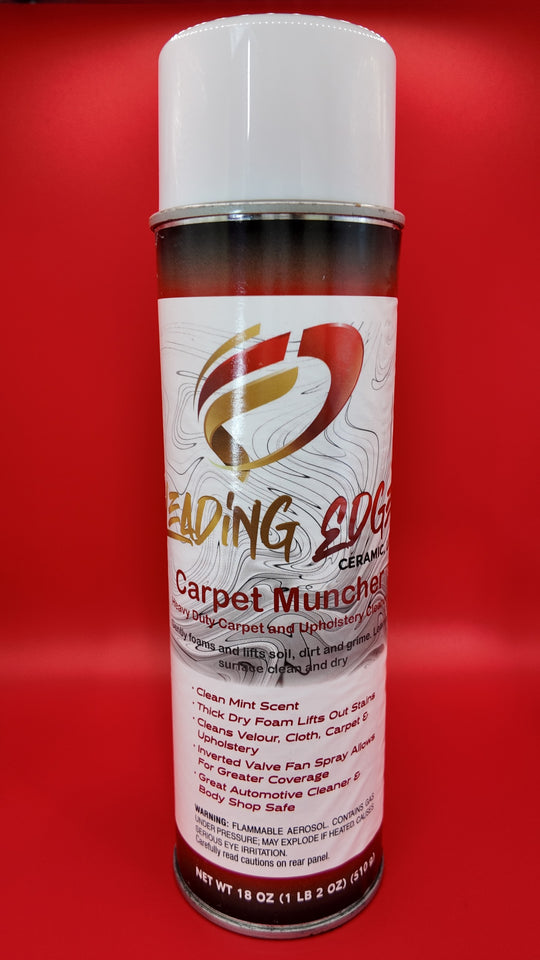 LEADiNG EDGE
CERAMIC
Carpet Muncher
Heavy Duty Carpet and Upholstery
foams and lifts soil, dirt and grime.
surface clean and dry
· Clean Mint Scent
· Thick Dry Foam Lifts Out Stains
· Cleans Velour, Cloth, Carpet &
Upholstery
· Inverted Valve Fan Spray Allows
For Greater Coverage
· Great Automotive Cleaner &
Body Shop Safe
WARNING: FLAMMABLE AEROSOL. CONTAINS GAS
UNDER PRESSURE; MAY EXPLODE IF HEATED. CAUSES
SERIOUS EYE IRRITATION.
Carefully read cautions on rear panel.
NET WT 18 OZ (1 LB 2 OZ) (510 g)